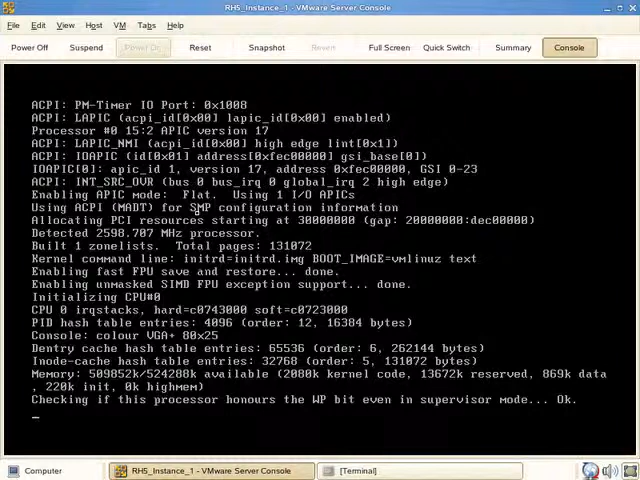 RH5_Instance_1 - VMware Server Console
File Edit View Host VM Tabs Help
Power Off Suspend Power On Reset Snapshot Revert Full Screen Quick Switch Summary Console
ACPI: PM-Timer IO Port: 0x1008
ACPI: LAPIC (acpi_id[0x00] lapic_id[0x00] enabled)
Processor #0 15:2 APIC version 17
ACPI: LAPIC_NMI (acpi_id[0x00] high edge lint[0x1])
ACPI: IOAPIC (id[0x01] address[0xfec00000] gsi_base[0])
IOAPIC[0]: apic_id 1, version 17, address 0xfec00000, GSI 0-23
ACPI: INT_SRC_OVR (bus 0 bus_irq 0 global_irq 2 high edge)
Enabling APIC mode:  Flat.  Using 1 I/O APICs
Using ACPI (MADT) for SMP configuration information
Allocating PCI resources starting at 30000000 (gap: 20000000:dec00000)
Detected 2598.707 MHz processor.
Built 1 zonelists.  Total pages: 131072
Kernel command line: initrd=initrd.img BOOT_IMAGE=vmlinuz text
Enabling fast FPU save and restore... done.
Enabling unmasked SIMD FPU exception support... done.
Initializing CPU#0
CPU 0 irqstacks, hard=c0743000 soft=c0723000
PID hash table entries: 4096 (order: 12, 16384 bytes)
Console: colour VGA+ 80x25
Dentry cache hash table entries: 65536 (order: 6, 262144 bytes)
Inode-cache hash table entries: 32768 (order: 5, 131072 bytes)
Memory: 509852k/524288k available (2080k kernel code, 13672k reserved, 869k data
, 220k init, 0k highmem)
Checking if this processor honours the WP bit even in supervisor mode... Ok.
Computer RH5_Instance_1 - VMware Server Console [Terminal]